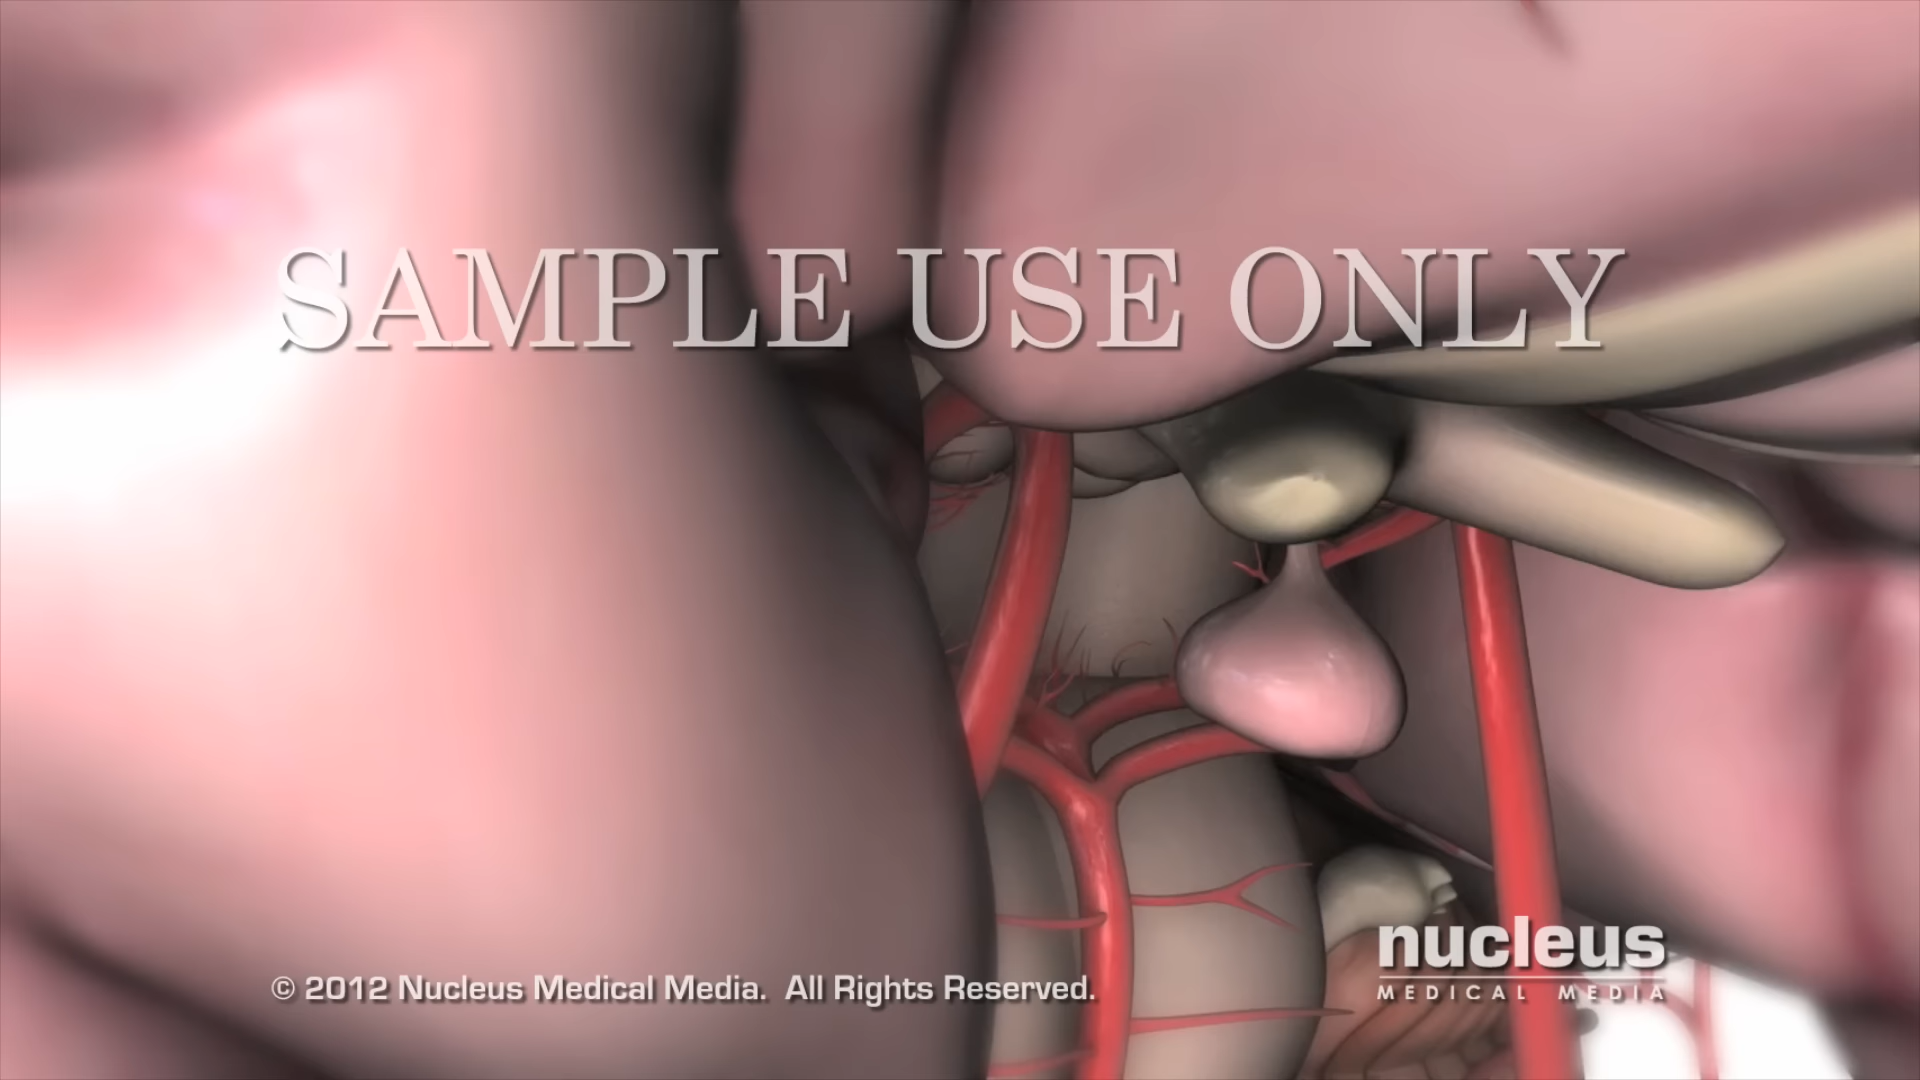 SAMPLE USE ONLY
nucleus
MEDICAL MEDIA
© 2012 Nucleus Medical Media. All Rights Reserved.